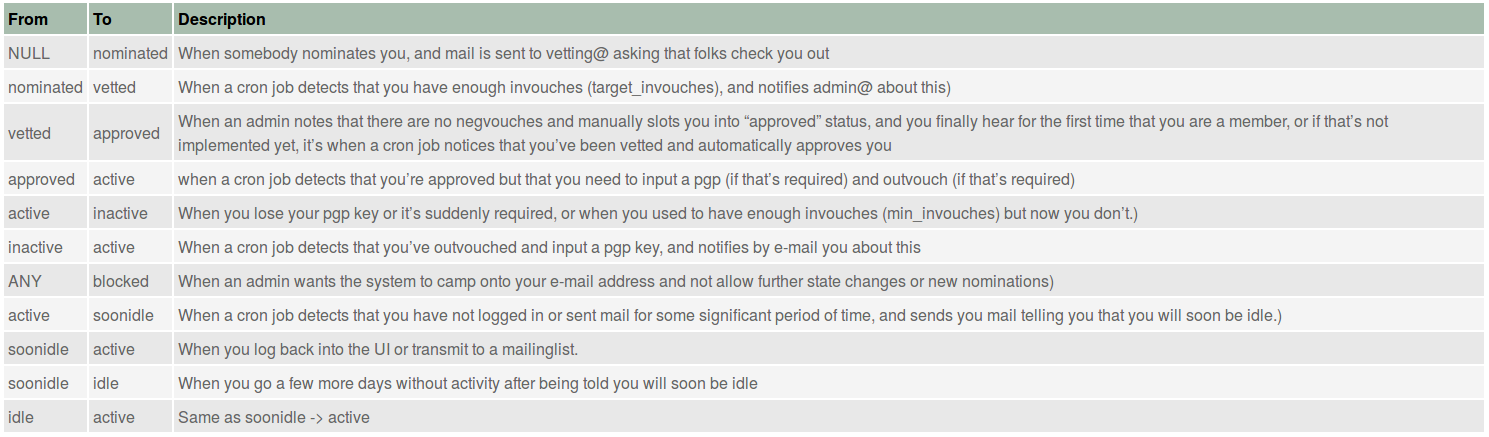 From To Description
NULL nominated When somebody nominates you, and mail is sent to vetting@ asking that folks check you out
nominated vetted When a cron job detects that you have enough invouches (target_invouches), and notifies admin@ about this)
vetted approved When an admin notes that there are no negvouches and manually slots you into “approved” status, and you finally hear for the first time that you are a member, or if that’s not
implemented yet, it’s when a cron job notices that you’ve been vetted and automatically approves you
approved active when a cron job detects that you’re approved but that you need to input a pgp (if that’s required) and outvouch (if that’s required)
active inactive When you lose your pgp key or it’s suddenly required, or when you used to have enough invouches (min_invouches) but now you don’t.)
inactive active When a cron job detects that you’ve outvouched and input a pgp key, and notifies by e-mail you about this
ANY blocked When an admin wants the system to camp onto your e-mail address and not allow further state changes or new nominations)
active soonidle When a cron job detects that you have not logged in or sent mail for some significant period of time, and sends you mail telling you that you will soon be idle.)
soonidle active When you log back into the UI or transmit to a mailinglist.
soonidle idle When you go a few more days without activity after being told you will soon be idle
idle active Same as soonidle -> active